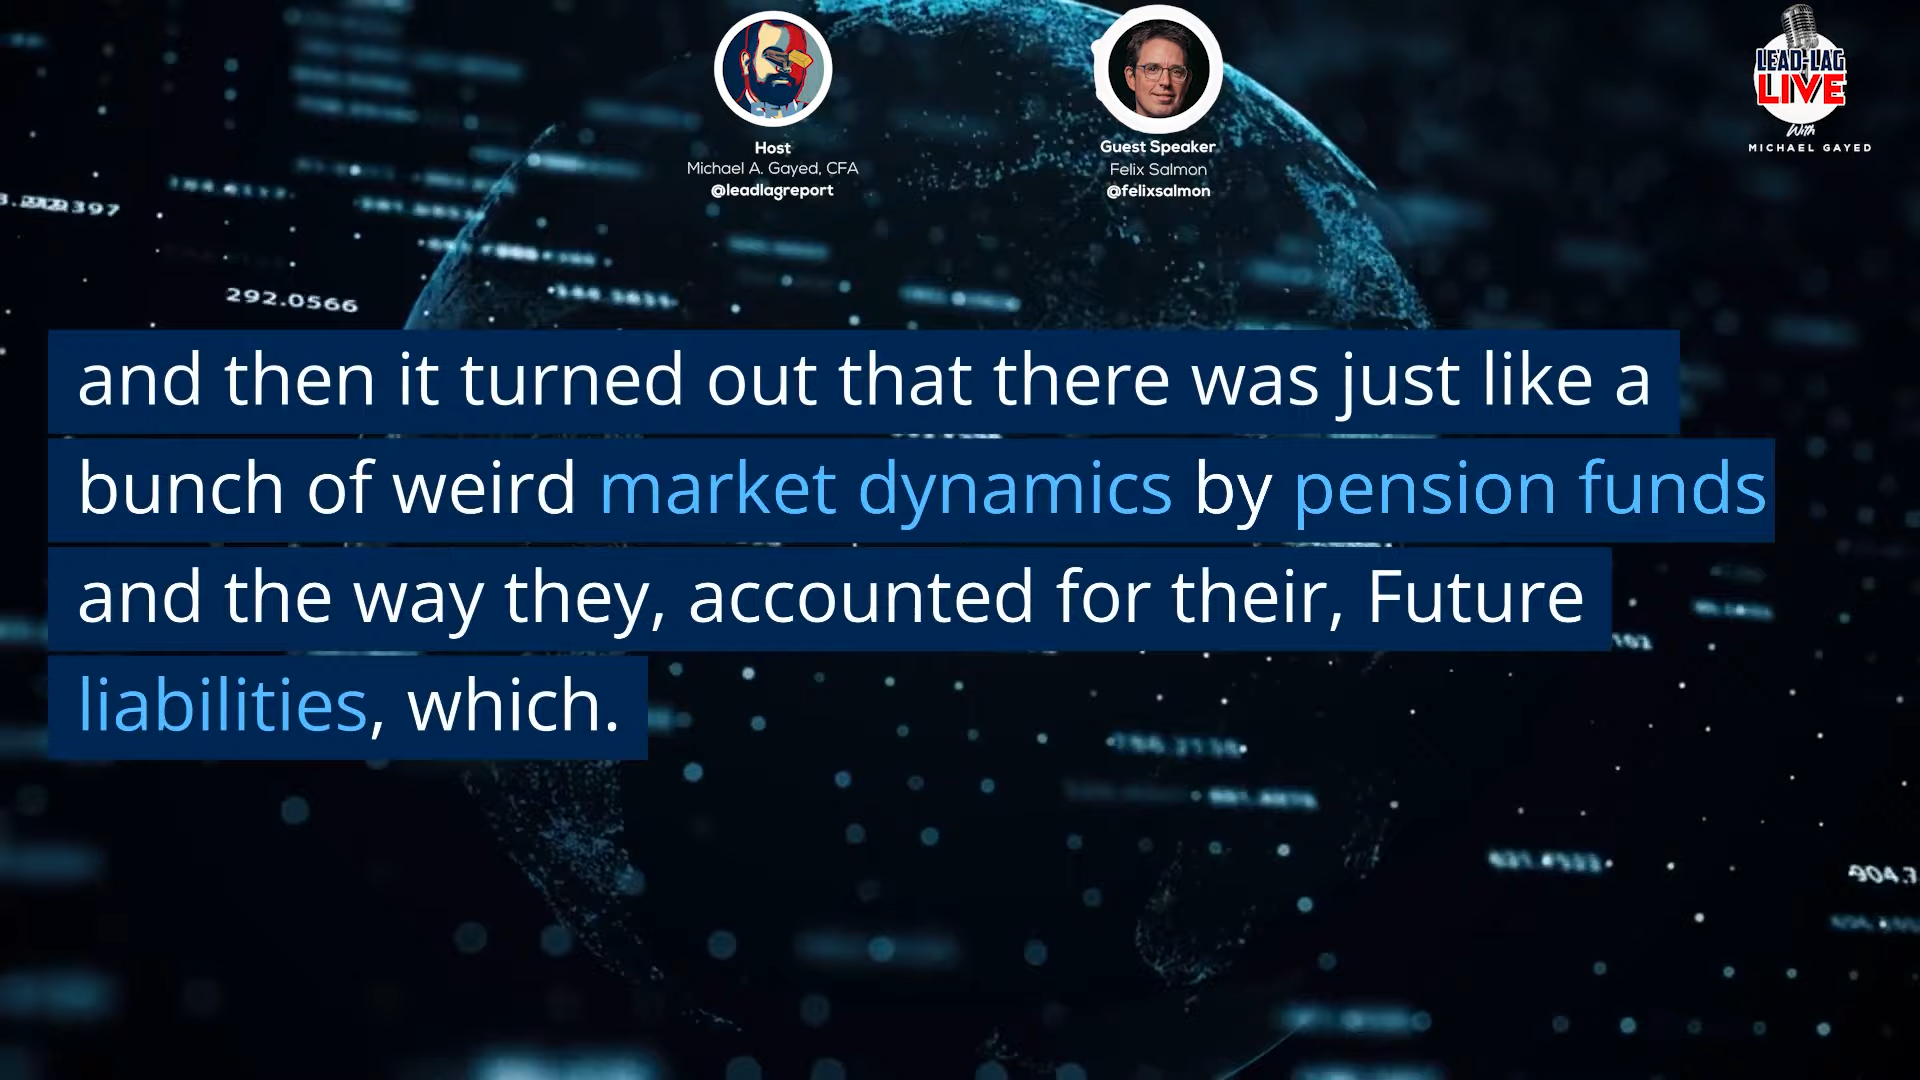 LEAD-LAG
LIVE
With
MICHAEL GAYED
Host
Michael A. Gayed, CFA
@leadlagreport
Guest Speaker
Felix Salmon
@felixsalmon
292.0566
and then it turned out that there was just like a
bunch of weird market dynamics by pension funds
and the way they, accounted for their, Future
liabilities, which.